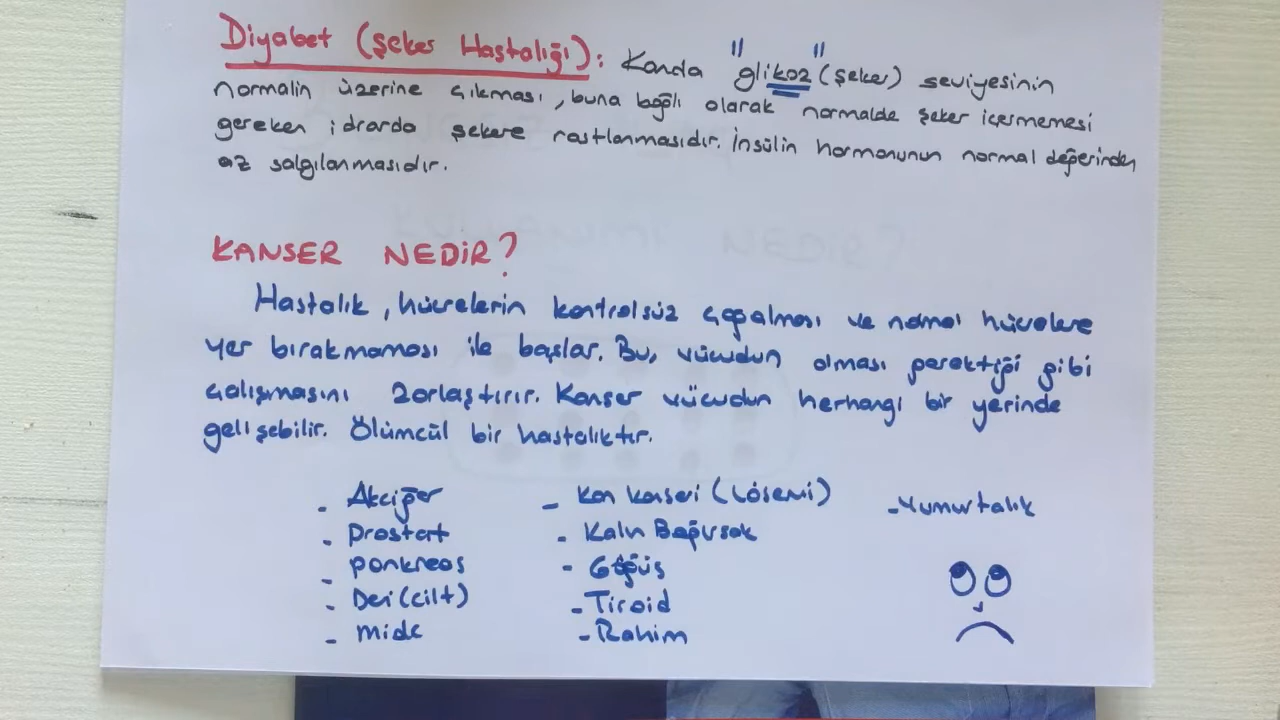 Diyabet (Şeker Hastalığı): Kanda "glikoz" (şeker) seviyesinin
normalin üzerine çıkması, buna bağlı olarak normalde şeker içermemesi
gereken idrarda şekere rastlanmasıdır. İnsülin hormonunun normal değerinden
az salgılanmasıdır.
KANSER NEDİR?
Hastalık, hücrelerin kontrolsüz çoğalması ve normal hücrelere
yer bırakmaması ile başlar. Bu, vücudun olması gerektiği gibi
çalışmasını zorlaştırır. Kanser vücudun herhangi bir yerinde
gelişebilir. Ölümcül bir hastalıktır.
- Akciğer
- Prostart
- pankreas
- Deri (cilt)
- mide
- Kan kanseri (Lösemi)
- Kalın Bağırsak
- Göğüs
- Tiroid
- Rahim
- Yumurtalık